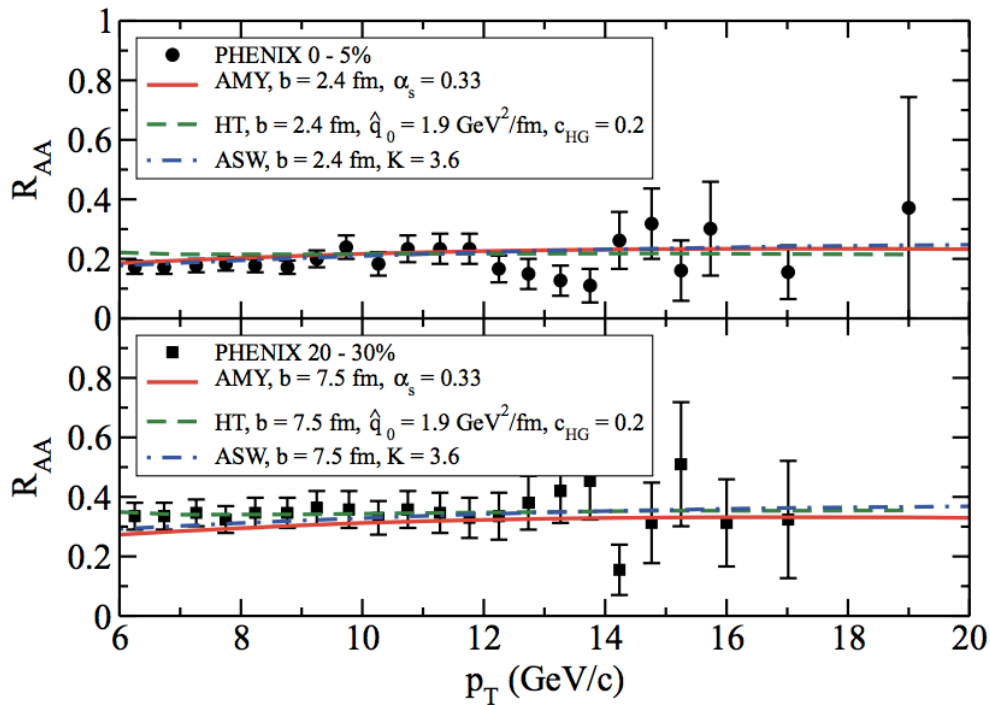 1
0.8
0.6
0.4
0.2
0
R_AA
PHENIX 0 - 5%
AMY, b = 2.4 fm, α_s = 0.33
HT, b = 2.4 fm, q̂_0 = 1.9 GeV^2/fm, c_HG = 0.2
ASW, b = 2.4 fm, K = 3.6
0.8
0.6
0.4
0.2
0
R_AA
PHENIX 20 - 30%
AMY, b = 7.5 fm, α_s = 0.33
HT, b = 7.5 fm, q̂_0 = 1.9 GeV^2/fm, c_HG = 0.2
ASW, b = 7.5 fm, K = 3.6
6 8 10 12 14 16 18 20
p_T (GeV/c)